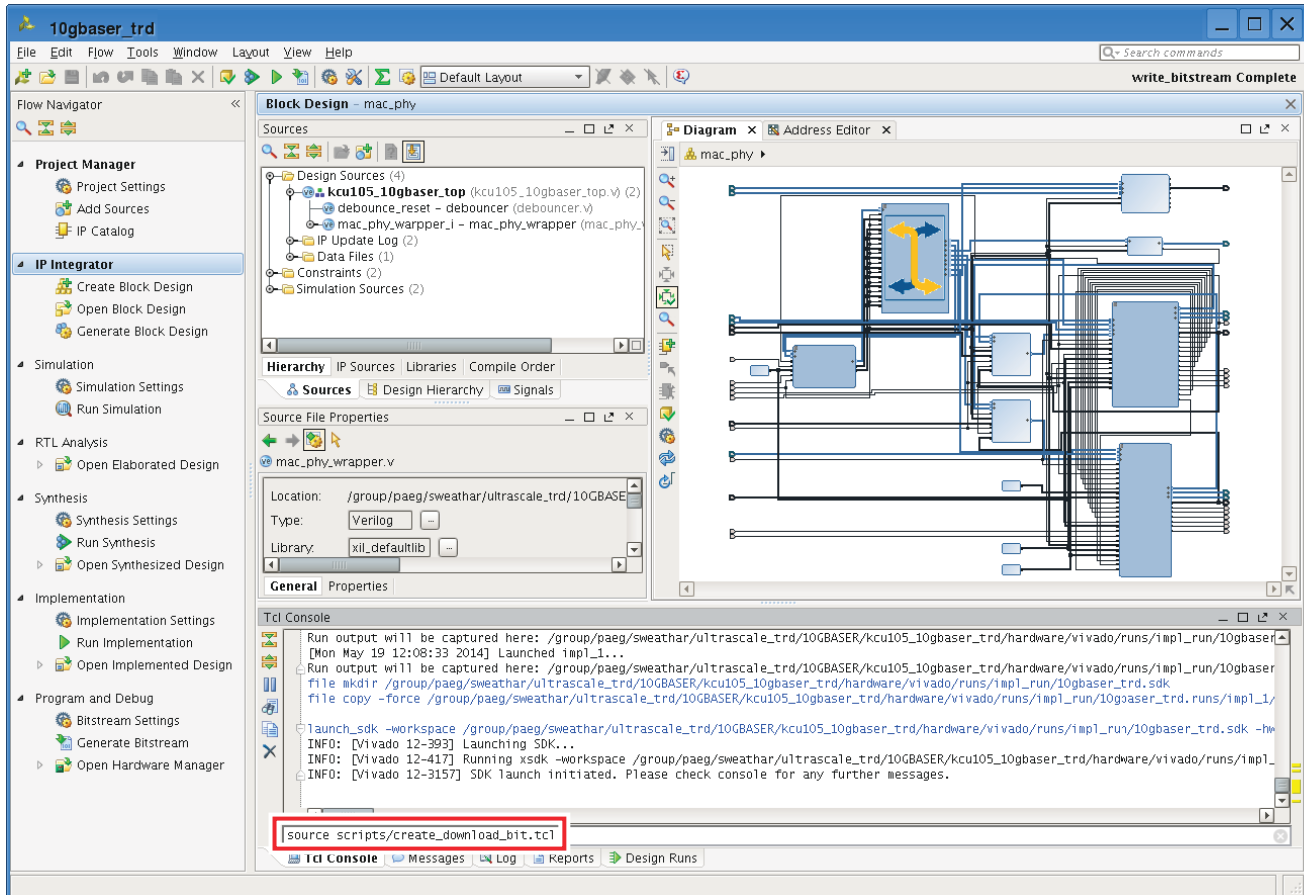 10gbaser_trd
File Edit Flow Tools Window Layout View Help
Search commands
Default Layout
write_bitstream Complete
Flow Navigator
Project Manager
Project Settings
Add Sources
IP Catalog
IP Integrator
Create Block Design
Open Block Design
Generate Block Design
Simulation
Simulation Settings
Run Simulation
RTL Analysis
Open Elaborated Design
Synthesis
Synthesis Settings
Run Synthesis
Open Synthesized Design
Implementation
Implementation Settings
Run Implementation
Open Implemented Design
Program and Debug
Bitstream Settings
Generate Bitstream
Open Hardware Manager
Block Design - mac_phy
Sources
Design Sources (4)
kcu105_10gbaser_top (kcu105_10gbaser_top.v) (2)
debounce_reset - debouncer (debouncer.v)
mac_phy_warpper_i - mac_phy_wrapper (mac_phy_
IP Update Log (2)
Data Files (1)
Constraints (2)
Simulation Sources (2)
Hierarchy IP Sources Libraries Compile Order
Sources Design Hierarchy Signals
Source File Properties
mac_phy_wrapper.v
Location: /group/paeg/sweathar/ultrascale_trd/10GBASE
Type: Verilog
Library: xil_defaultlib
General Properties
Diagram Address Editor
mac_phy
Tcl Console
Run output will be captured here: /group/paeg/sweathar/ultrascale_trd/10GBASER/kcu105_10gbaser_trd/hardware/vivado/runs/impl_run/10gbaser
[Mon May 19 12:08:33 2014] Launched impl_1...
Run output will be captured here: /group/paeg/sweathar/ultrascale_trd/10GBASER/kcu105_10gbaser_trd/hardware/vivado/runs/impl_run/10gbaser
file mkdir /group/paeg/sweathar/ultrascale_trd/10GBASER/kcu105_10gbaser_trd/hardware/vivado/runs/impl_run/10gbaser_trd.sdk
file copy -force /group/paeg/sweathar/ultrascale_trd/10GBASER/kcu105_10gbaser_trd/hardware/vivado/runs/impl_run/10gbaser_trd.runs/impl_1/
launch_sdk -workspace /group/paeg/sweathar/ultrascale_trd/10GBASER/kcu105_10gbaser_trd/hardware/vivado/runs/impl_run/10gbaser_trd.sdk -hw
INFO: [Vivado 12-393] Launching SDK...
INFO: [Vivado 12-417] Running xsdk -workspace /group/paeg/sweathar/ultrascale_trd/10GBASER/kcu105_10gbaser_trd/hardware/vivado/runs/impl_
INFO: [Vivado 12-3157] SDK launch initiated. Please check console for any further messages.
source scripts/create_download_bit.tcl
Tcl Console Messages Log Reports Design Runs